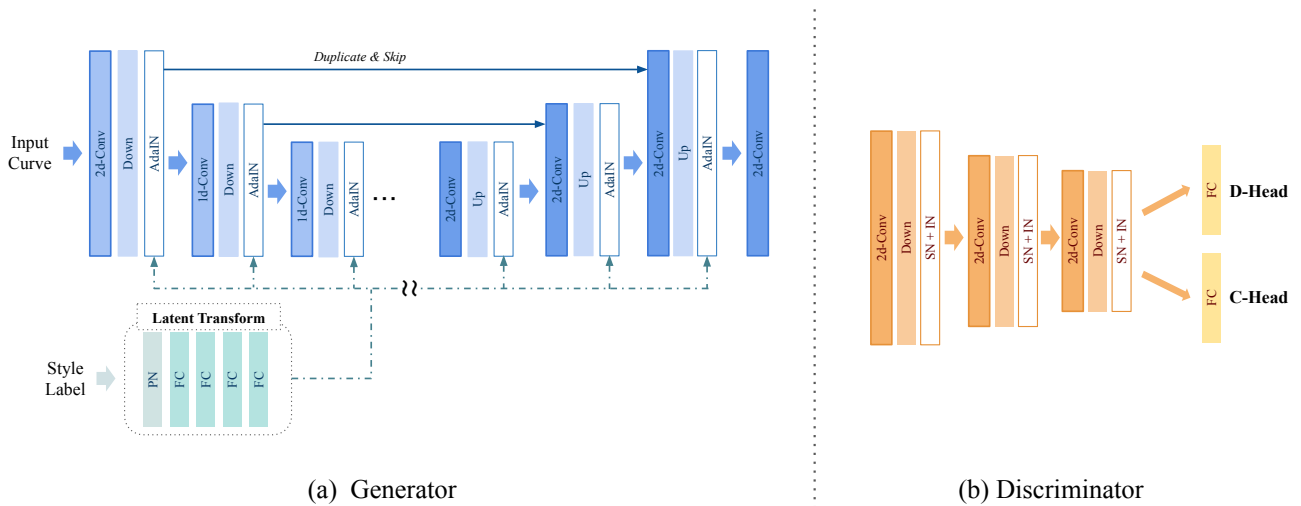 Duplicate & Skip
Input
Curve
2d-Conv
Down
AdaIN
1d-Conv
Down
AdaIN
1d-Conv
Down
AdaIN
...
2d-Conv
Up
AdaIN
2d-Conv
Up
AdaIN
2d-Conv
Up
AdaIN
2d-Conv
Latent Transform
Style
Label
PN
FC
FC
FC
FC
(a) Generator
2d-Conv
Down
SN + IN
2d-Conv
Down
SN + IN
2d-Conv
Down
SN + IN
FC
D-Head
FC
C-Head
(b) Discriminator